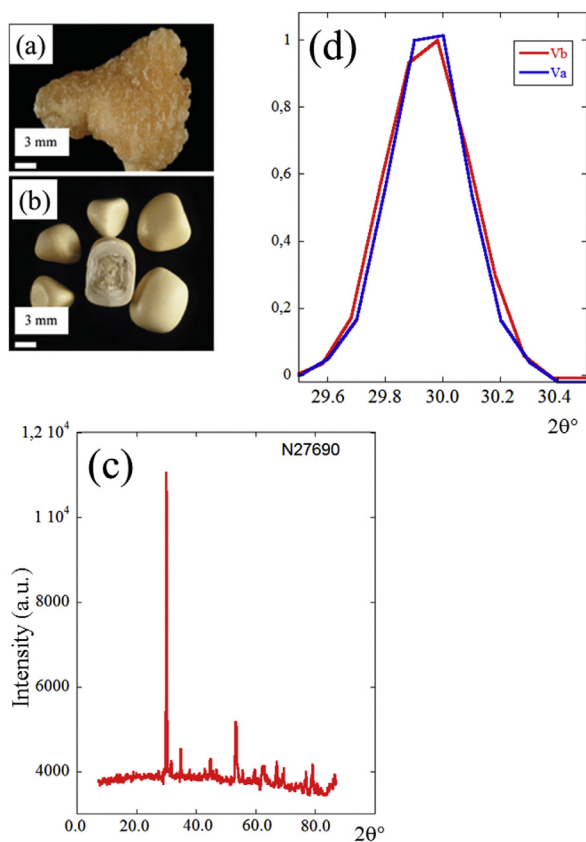 (a)
3 mm
(b)
3 mm
(d)
Vb
Va
1
0,8
0,6
0,4
0,2
0
29.6 29.8 30.0 30.2 30.4
2θ°
(c)
N27690
1,2 10⁴
1 10⁴
8000
6000
4000
Intensity (a.u.)
0.0 20.0 40.0 60.0 80.0
2θ°